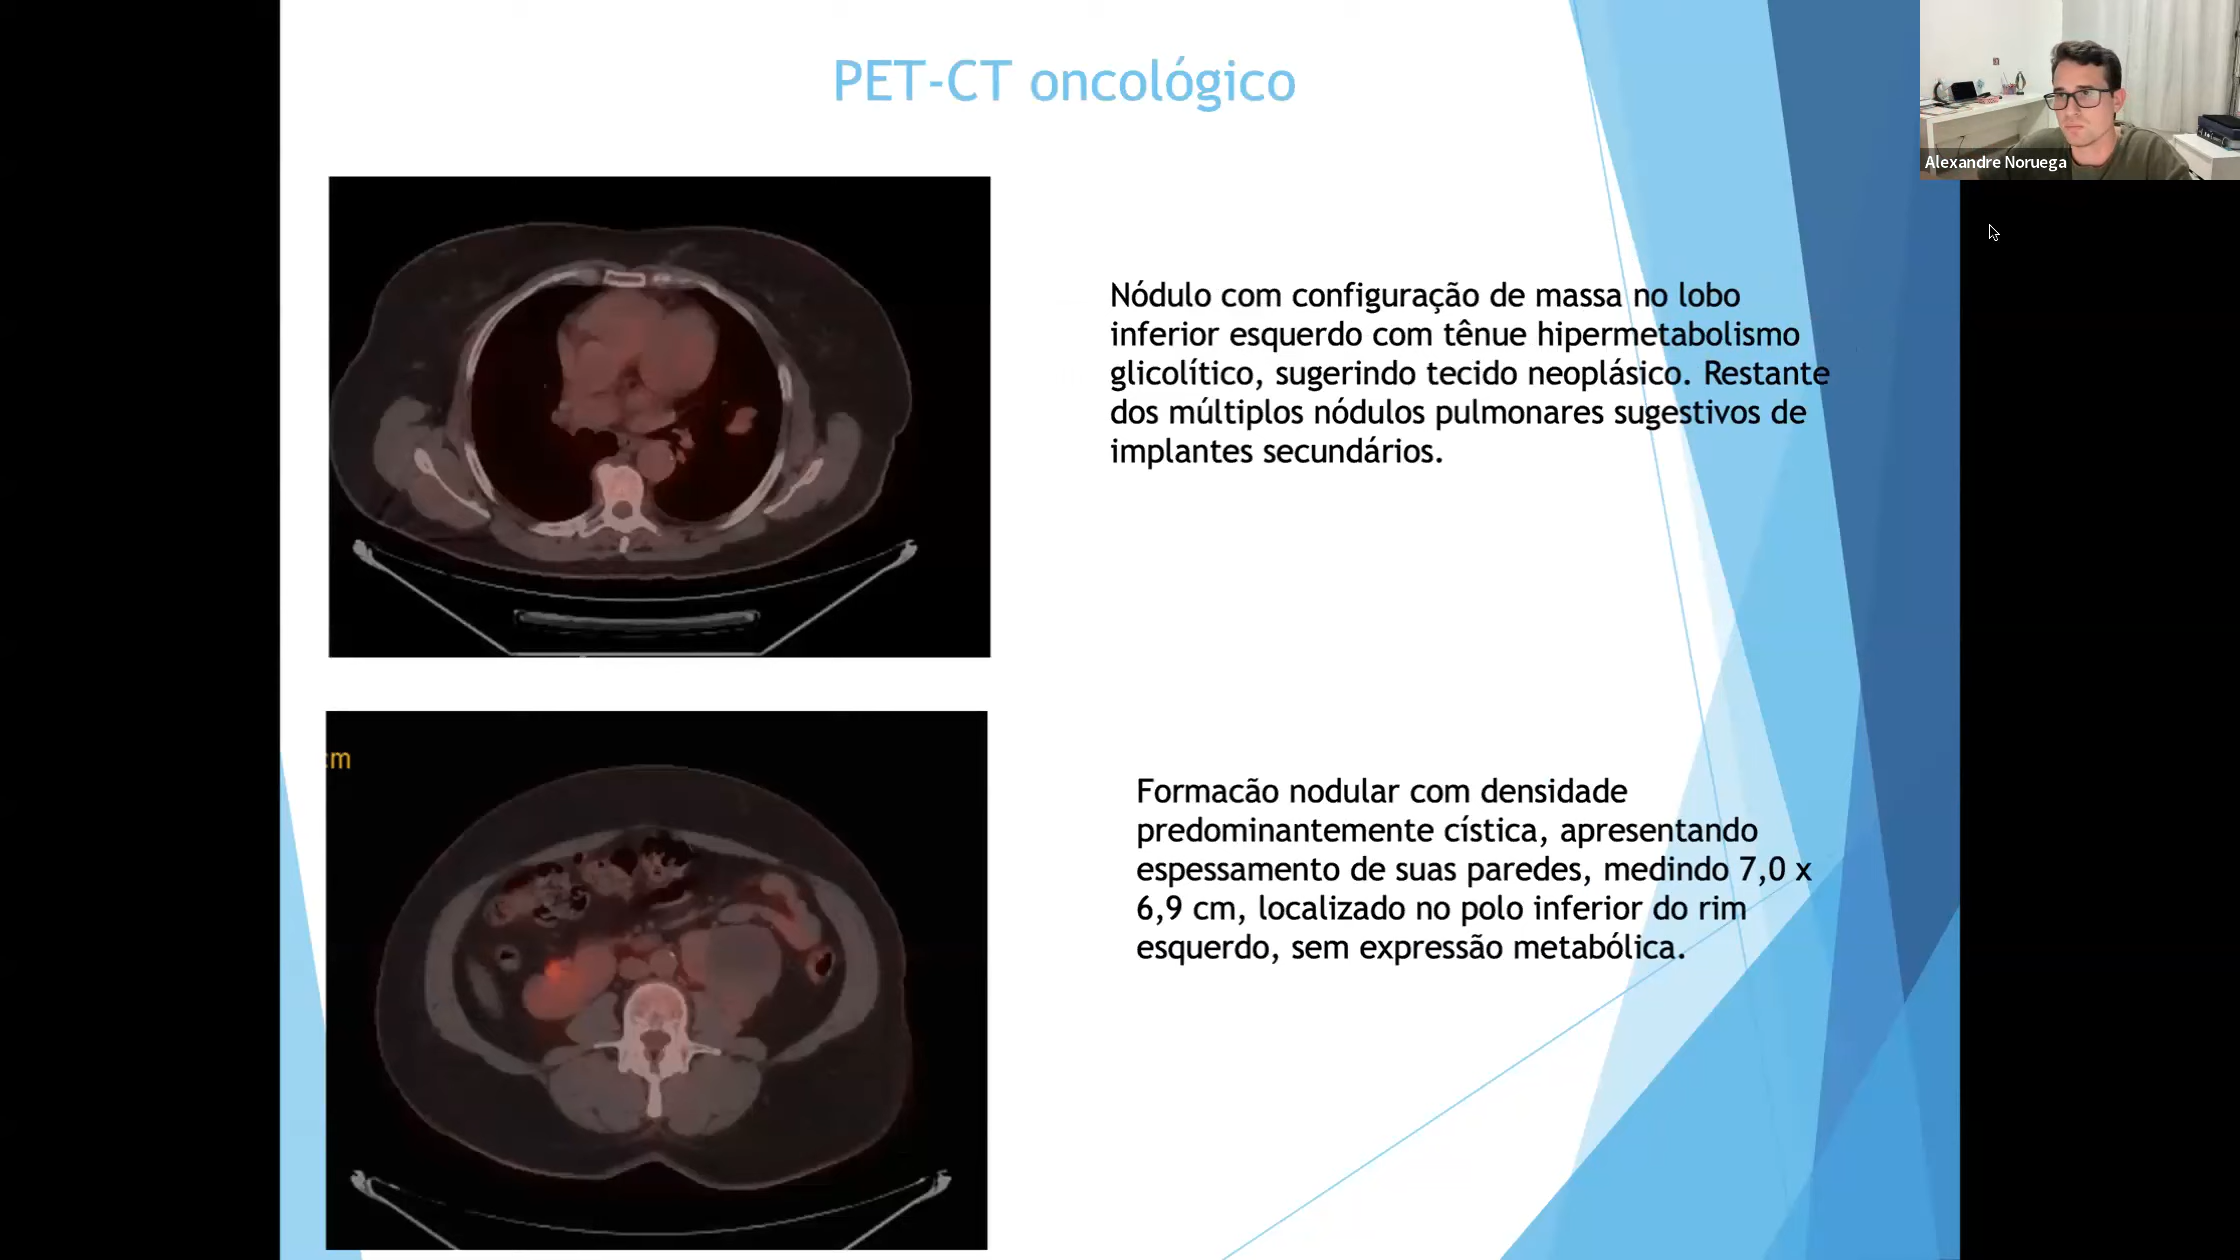 PET-CT oncológico
Alexandre Noruega
Nódulo com configuração de massa no lobo
inferior esquerdo com tênue hipermetabolismo
glicolítico, sugerindo tecido neoplásico. Restante
dos múltiplos nódulos pulmonares sugestivos de
implantes secundários.
cm
Formacão nodular com densidade
predominantemente cística, apresentando
espessamento de suas paredes, medindo 7,0 x
6,9 cm, localizado no polo inferior do rim
esquerdo, sem expressão metabólica.